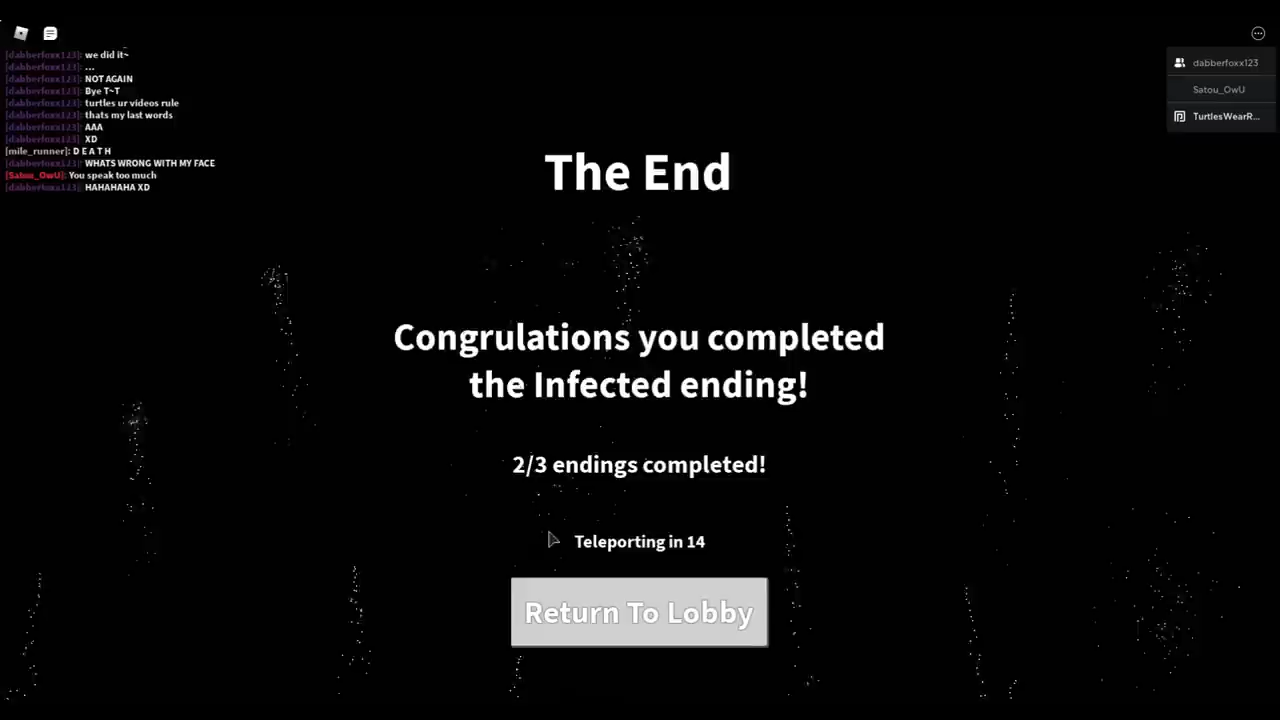 [dabberfoxx123]: we did it~
[dabberfoxx123]: ...
[dabberfoxx123]: NOT AGAIN
[dabberfoxx123]: Bye T~T
[dabberfoxx123]: turtles ur videos rule
[dabberfoxx123]: thats my last words
[dabberfoxx123]: AAA
[dabberfoxx123]: XD
[mile_runner]: D E A T H
[dabberfoxx123]: WHATS WRONG WITH MY FACE
[Satou_OwU]: You speak too much
[dabberfoxx123]: HAHAHAHA XD
dabberfoxx123
Satou_OwU
TurtlesWearR...
The End
Congrulations you completed
the Infected ending!
2/3 endings completed!
Teleporting in 14
Return To Lobby